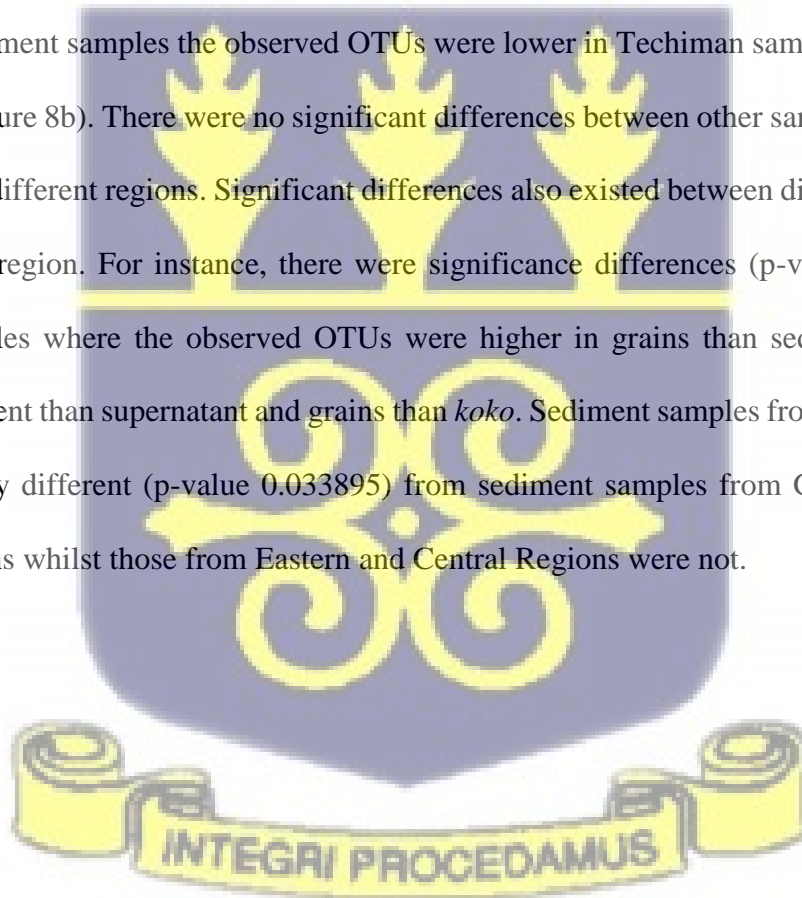 ment samples the observed OTUs were lower in Techiman sam
ure 8b). There were no significant differences between other sar
different regions. Significant differences also existed between di
region. For instance, there were significance differences (p-v
les where the observed OTUs were higher in grains than sed
ent than supernatant and grains than koko. Sediment samples fro
y different (p-value 0.033895) from sediment samples from C
ns whilst those from Eastern and Central Regions were not.
INTEGRI PROCEDAMUS